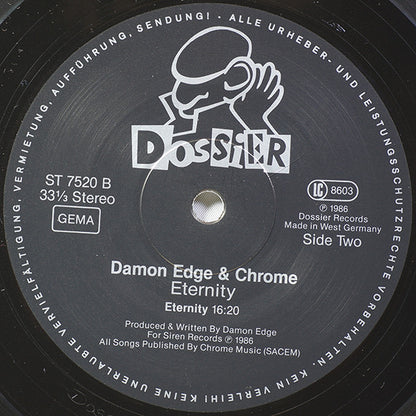 ALLE URHEBER- UND LEISTUNGSSCHUTZRECHTE VORBEHALTEN. KEIN VERLEIH! KEINE UNERLAUBTE VERVIELFÄLTIGUNG, VERMIETUNG, AUFFÜHRUNG, SENDUNG! -
DOSSiER
ST 7520 B
33⅓ Stereo
GEMA
LC 8603
Ⓟ 1986
Dossier Records
Made in West Germany
Side Two
Damon Edge & Chrome
Eternity
Eternity 16:20
Produced & Written By Damon Edge
For Siren Records Ⓟ 1986
All Songs Published By Chrome Music (SACEM)